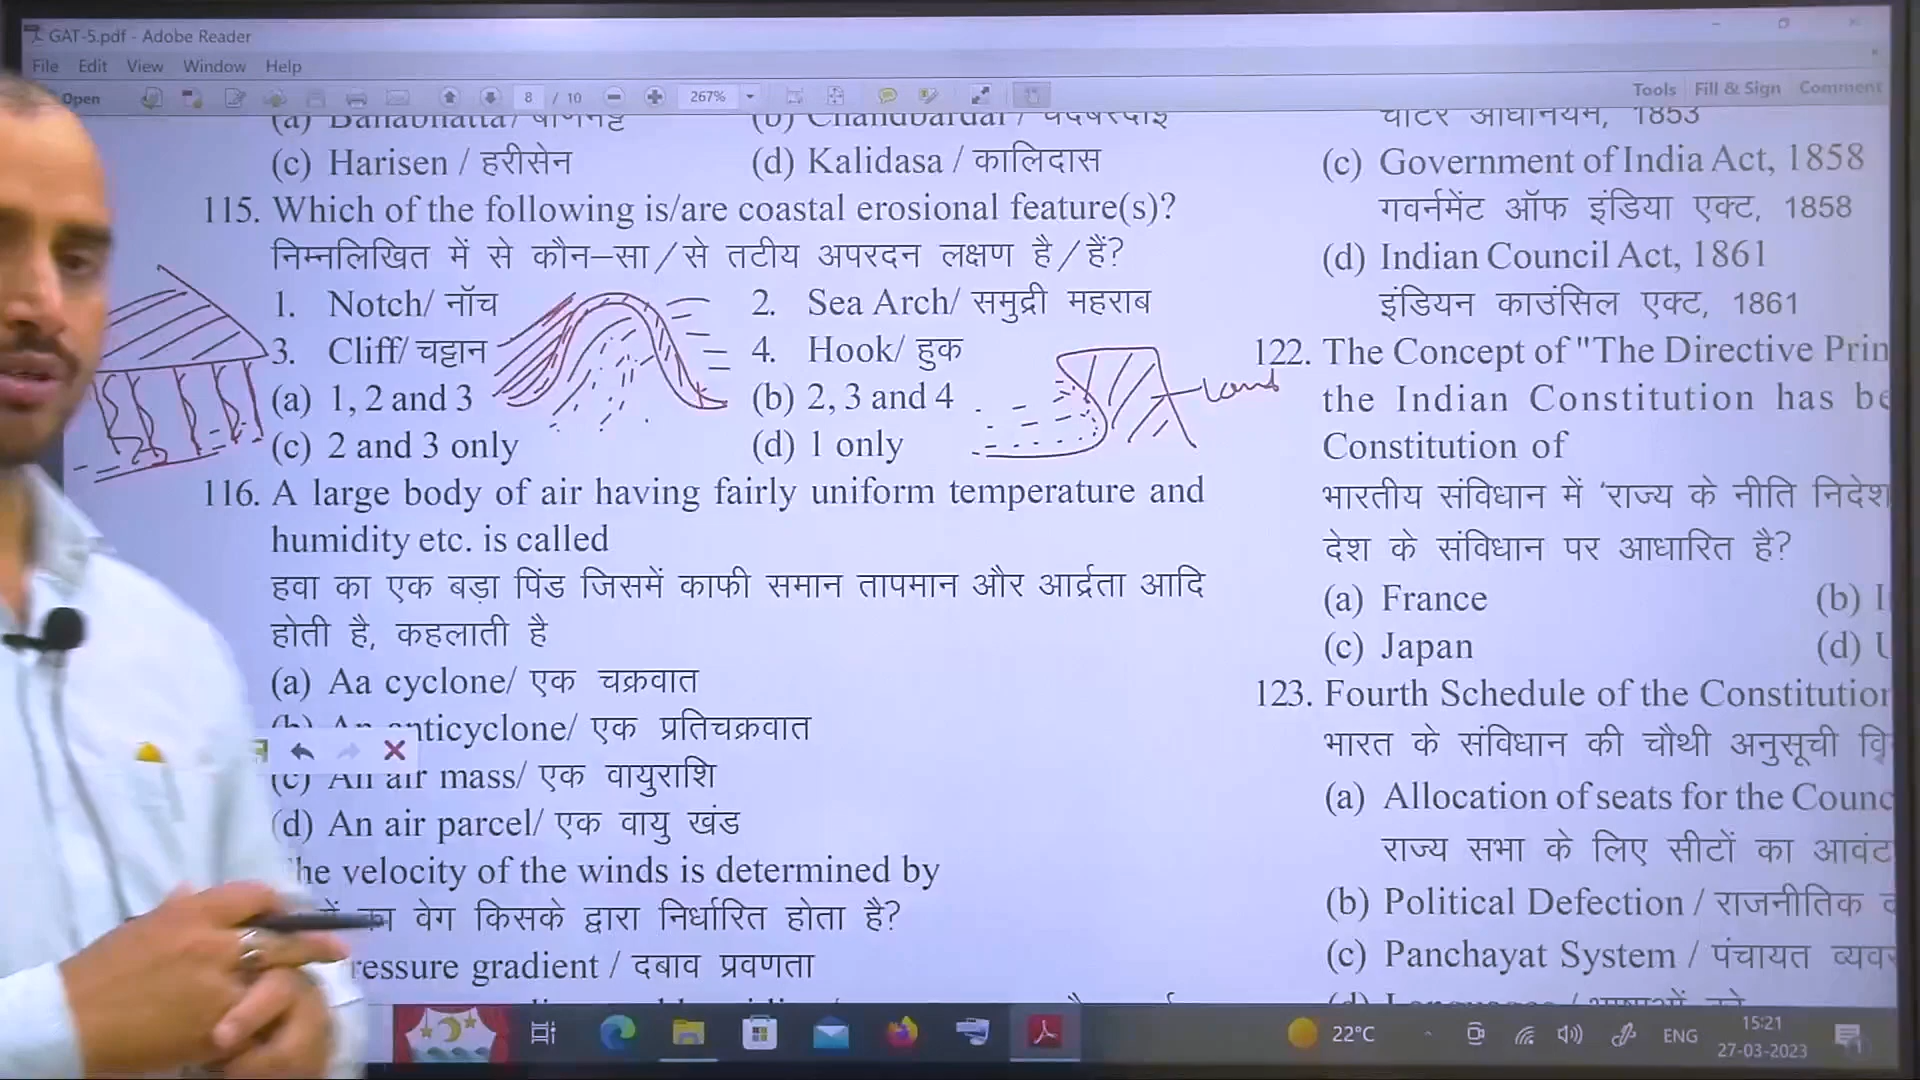 GAT-5.pdf - Adobe Reader
File Edit View Window Help
Open 8 / 10 267% Tools Fill & Sign Comment
(c) Harisen / हरीसेन (d) Kalidasa / कालिदास
115. Which of the following is/are coastal erosional feature(s)?
निम्नलिखित में से कौन–सा / से तटीय अपरदन लक्षण है / हैं?
1. Notch/ नॉच 2. Sea Arch/ समुद्री महराब
3. Cliff/ चट्टान 4. Hook/ हुक
(a) 1, 2 and 3 (b) 2, 3 and 4
(c) 2 and 3 only (d) 1 only
land
116. A large body of air having fairly uniform temperature and
humidity etc. is called
हवा का एक बड़ा पिंड जिसमें काफी समान तापमान और आर्द्रता आदि
होती है, कहलाती है
(a) Aa cyclone/ एक चक्रवात
(b) An anticyclone/ एक प्रतिचक्रवात
(c) An air mass/ एक वायुराशि
(d) An air parcel/ एक वायु खंड
he velocity of the winds is determined by
का वेग किसके द्वारा निर्धारित होता है?
ressure gradient / दबाव प्रवणता
चार्टर अधिनियम, 1853
(c) Government of India Act, 1858
गवर्नमेंट ऑफ इंडिया एक्ट, 1858
(d) Indian Council Act, 1861
इंडियन काउंसिल एक्ट, 1861
122. The Concept of "The Directive Prin
the Indian Constitution has be
Constitution of
भारतीय संविधान में 'राज्य के नीति निदेश
देश के संविधान पर आधारित है?
(a) France (b) I
(c) Japan (d) U
123. Fourth Schedule of the Constitution
भारत के संविधान की चौथी अनुसूची वि
(a) Allocation of seats for the Counc
राज्य सभा के लिए सीटों का आवंट
(b) Political Defection / राजनीतिक द
(c) Panchayat System / पंचायत व्यव
22°C ENG 15:21
27-03-2023